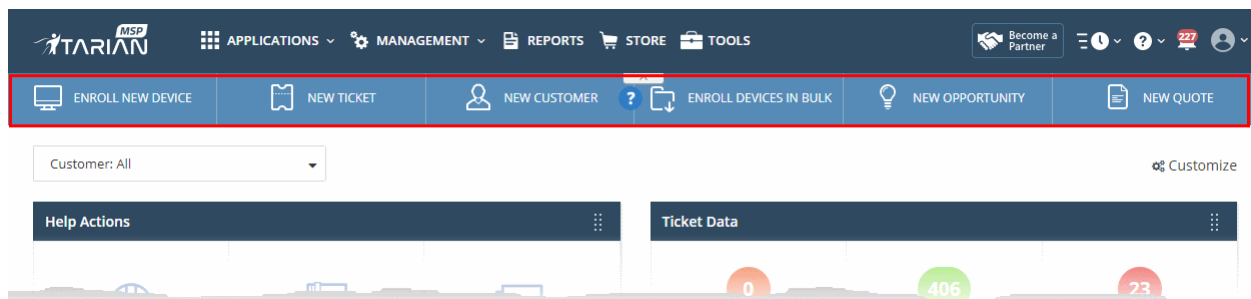 MSP
ITARIAN APPLICATIONS MANAGEMENT REPORTS STORE TOOLS Become a Partner ? 227
ENROLL NEW DEVICE NEW TICKET NEW CUSTOMER ? ENROLL DEVICES IN BULK NEW OPPORTUNITY NEW QUOTE
Customer: All Customize
Help Actions Ticket Data
0 406 23